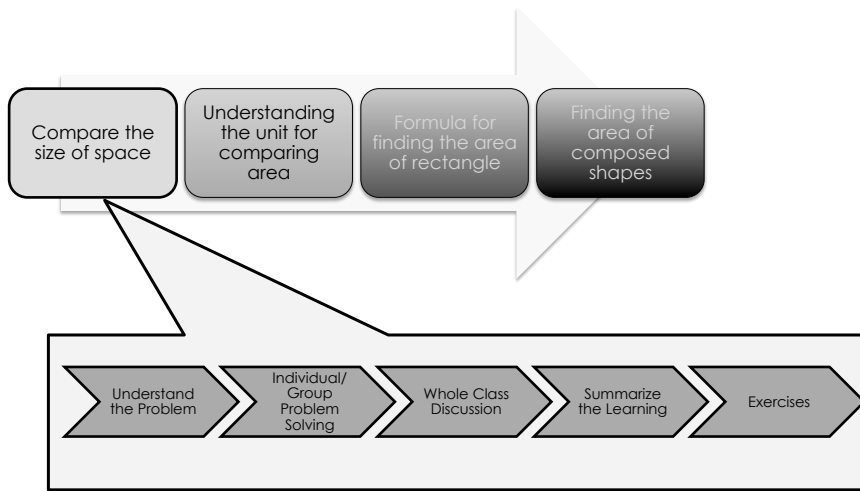 Compare the
size of space
Understanding
the unit for
comparing
area
Formula for
finding the area
of rectangle
Finding the
area of
composed
shapes
Understand
the Problem
Individual/
Group
Problem
Solving
Whole Class
Discussion
Summarize
the Learning
Exercises